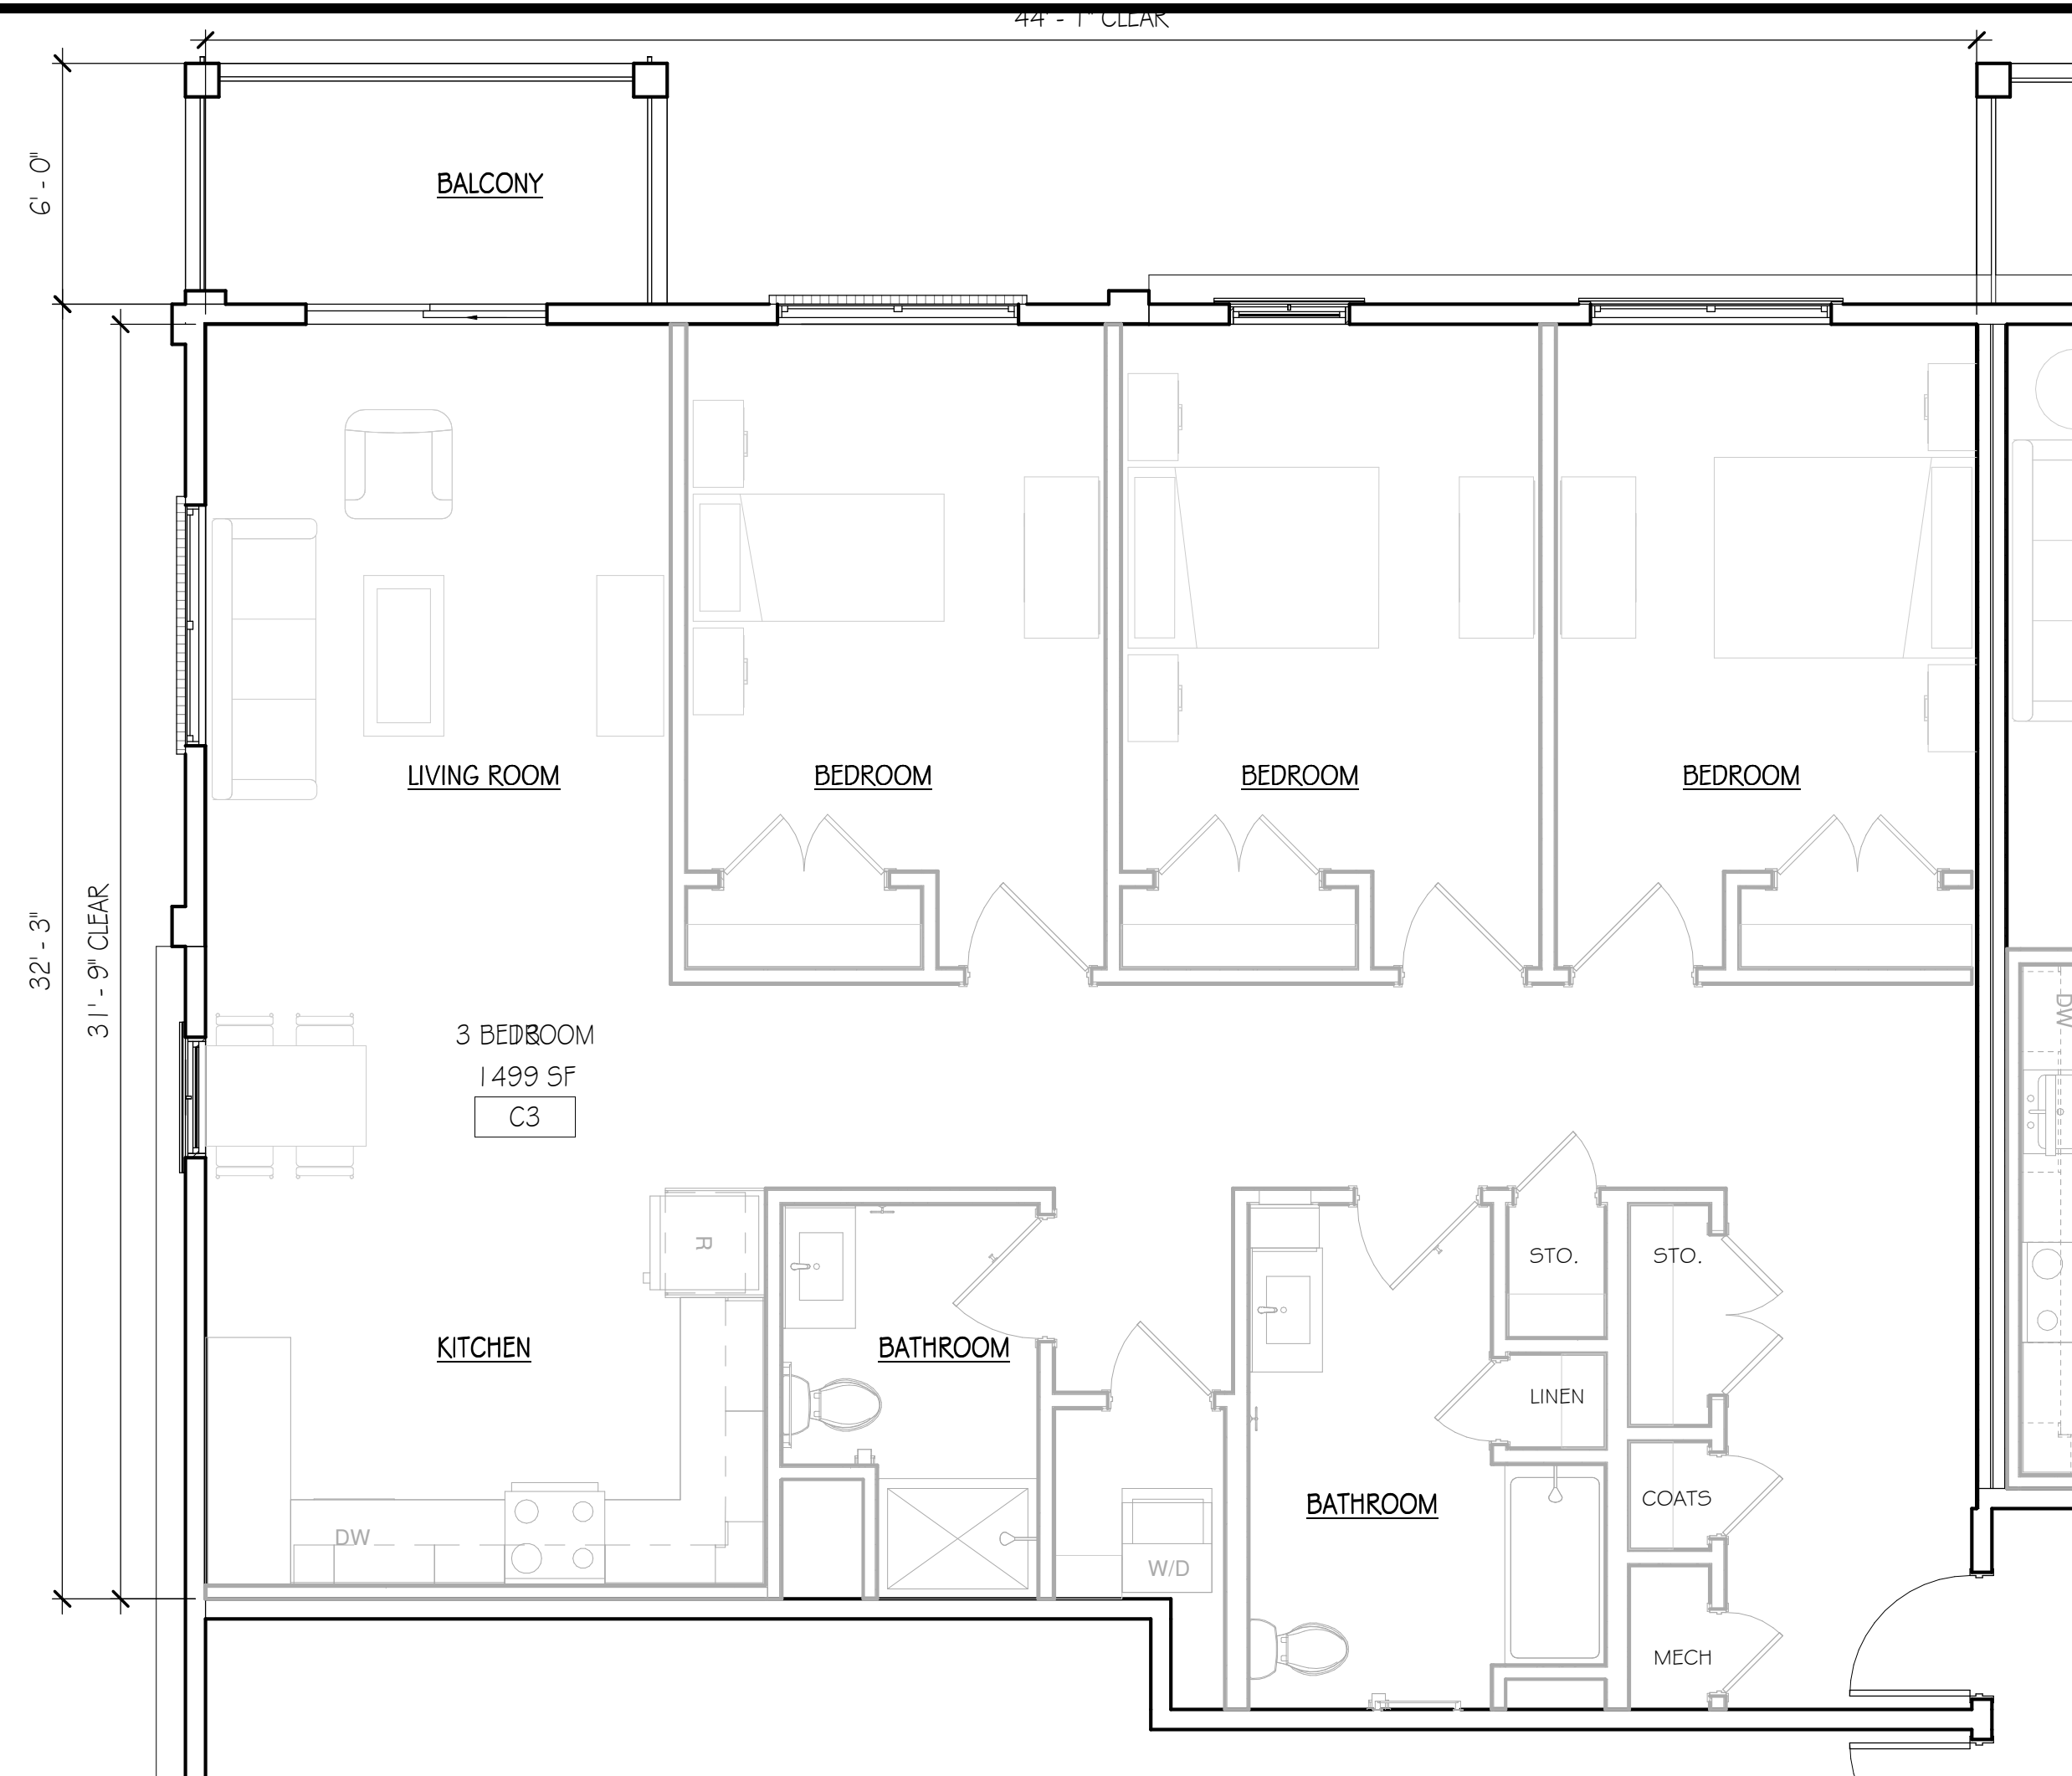 44' - 1" CLEAR
6' - 0"
BALCONY
LIVING ROOM
BEDROOM
BEDROOM
BEDROOM
32' - 3"
31' - 9" CLEAR
3 BEDROOM
1499 SF
C3
DW
R
STO.
STO.
KITCHEN
BATHROOM
LINEN
COATS
BATHROOM
DW
W/D
MECH